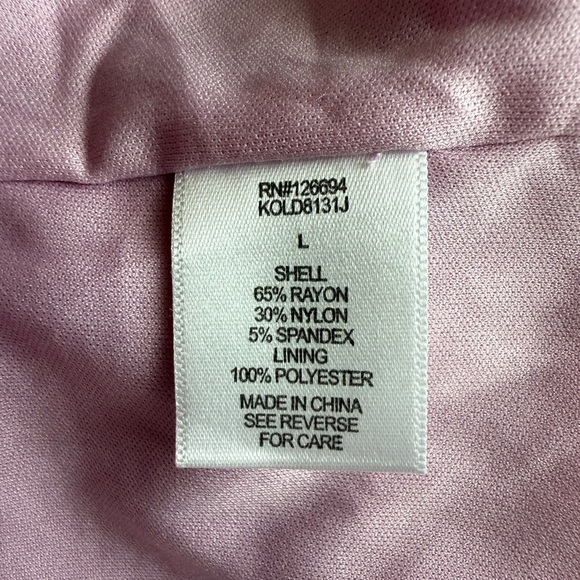 RN#126694
KOLD8131J
L
SHELL
65% RAYON
30% NYLON
5% SPANDEX
LINING
100% POLYESTER
MADE IN CHINA
SEE REVERSE
FOR CARE